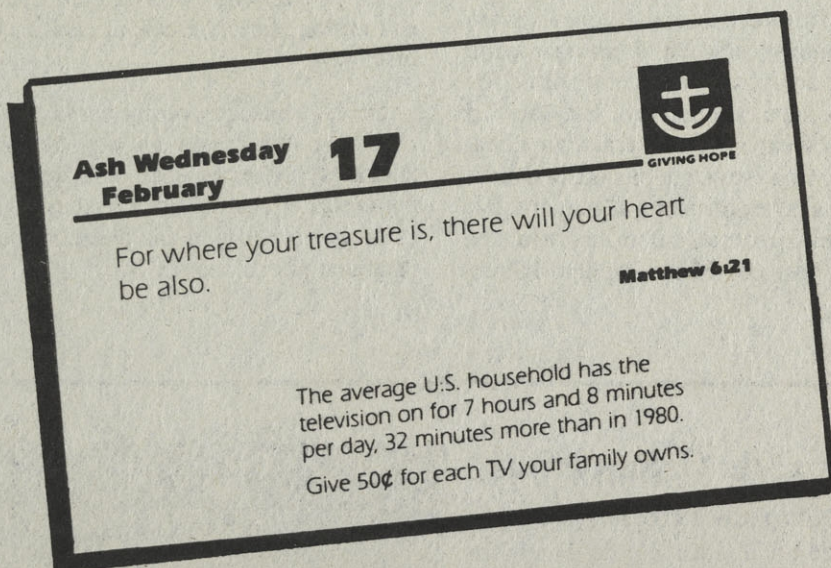 Ash Wednesday
February
17
GIVING HOPE
For where your treasure is, there will your heart
be also.
Matthew 6:21
The average U.S. household has the
television on for 7 hours and 8 minutes
per day, 32 minutes more than in 1980.
Give 50¢ for each TV your family owns.